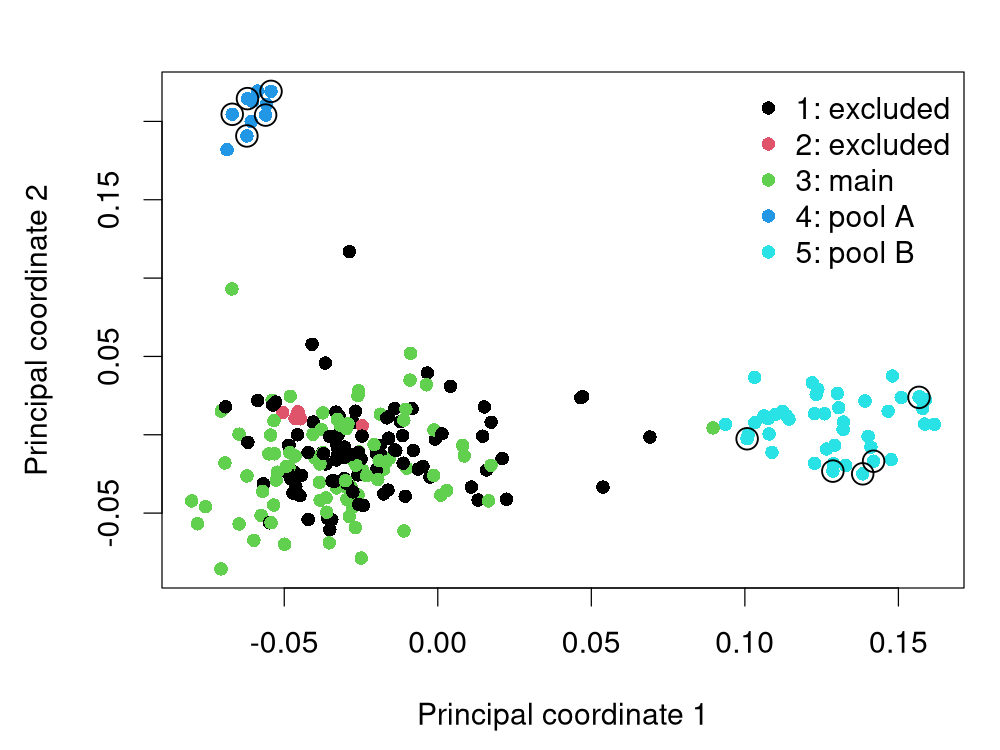 1: excluded
2: excluded
3: main
4: pool A
5: pool B
Principal coordinate 2
0.15
0.05
-0.05
-0.05 0.00 0.05 0.10 0.15
Principal coordinate 1